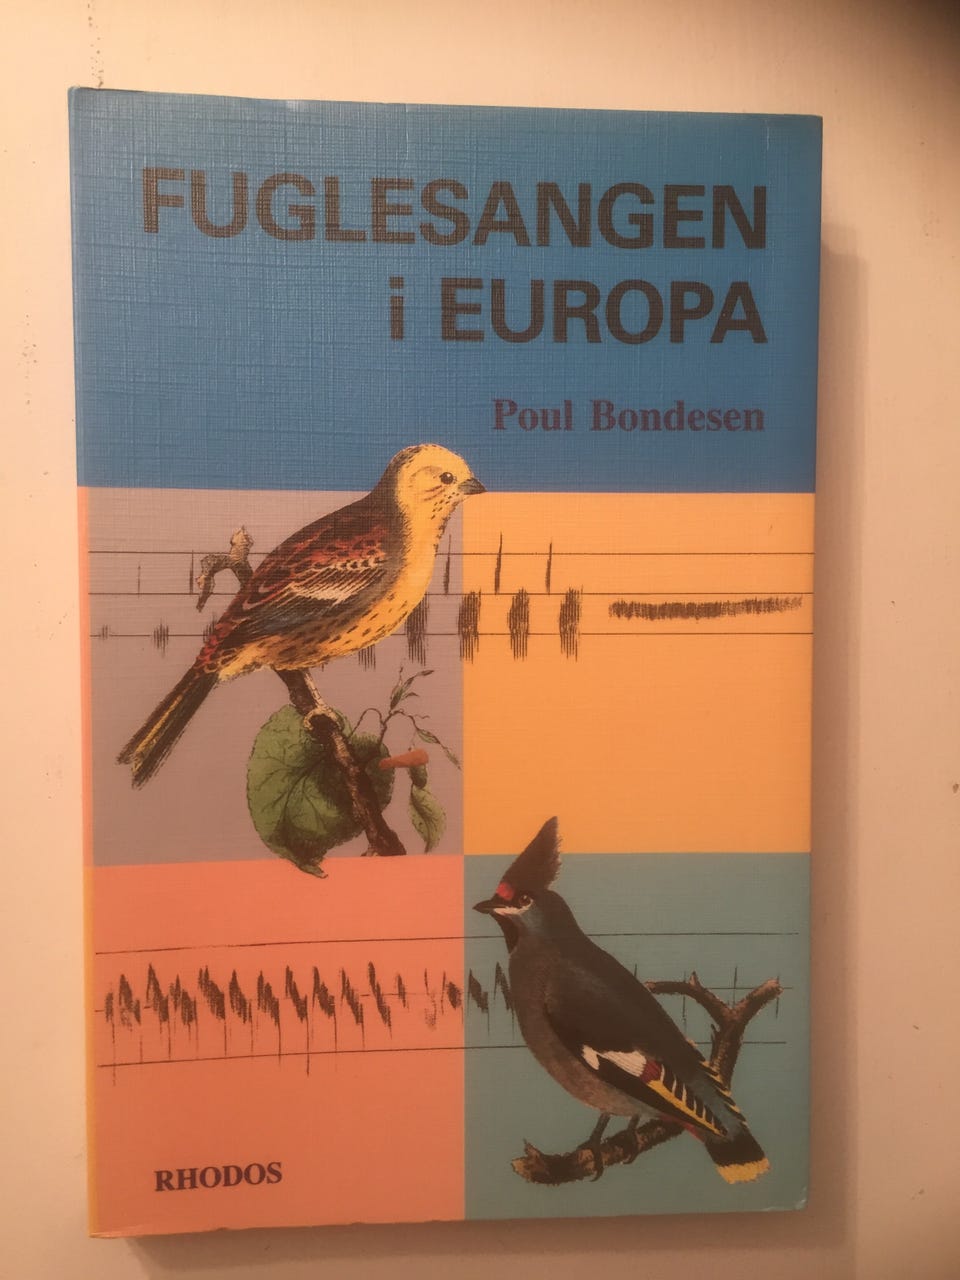 FUGLESANGEN
i EUROPA
Poul Bondesen
RHODOS